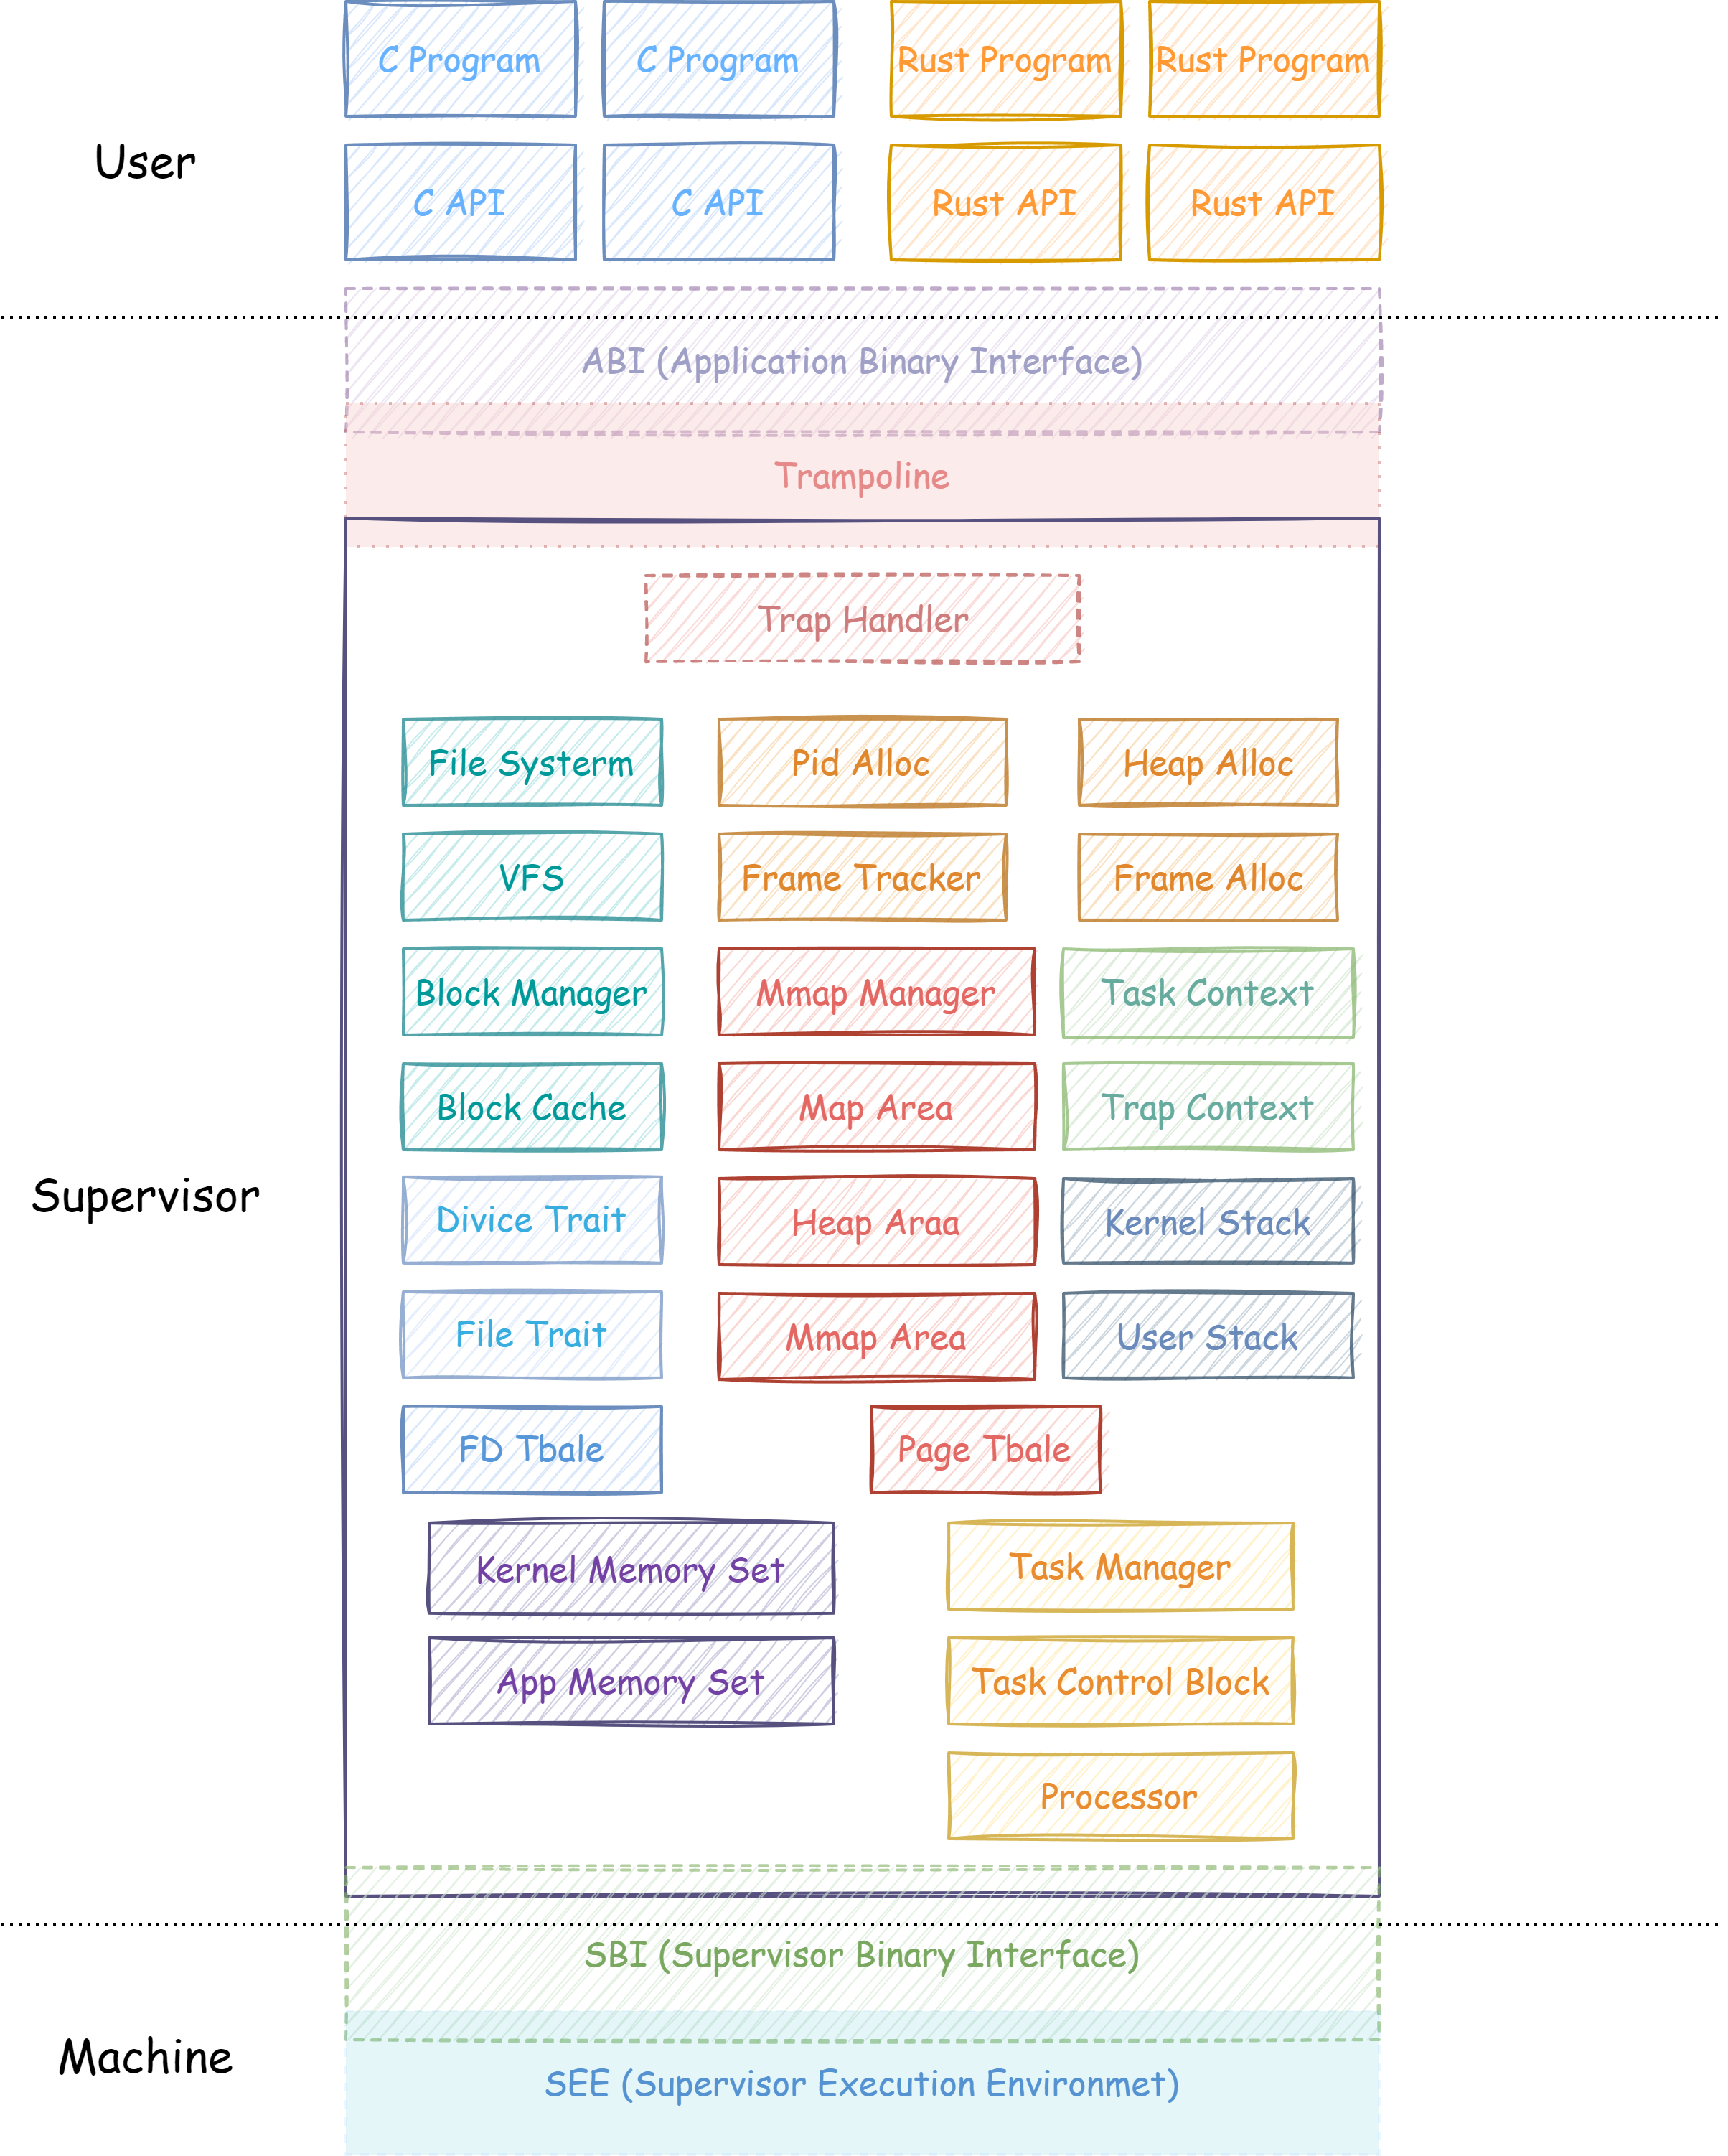 C Program
C Program
Rust Program
Rust Program
User
C API
C API
Rust API
Rust API
ABI (Application Binary Interface)
Trampoline
Trap Handler
File Systerm
Pid Alloc
Heap Alloc
VFS
Frame Tracker
Frame Alloc
Block Manager
Mmap Manager
Task Context
Block Cache
Map Area
Trap Context
Supervisor
Divice Trait
Heap Araa
Kernel Stack
File Trait
Mmap Area
User Stack
FD Tbale
Page Tbale
Kernel Memory Set
Task Manager
App Memory Set
Task Control Block
Processor
SBI (Supervisor Binary Interface)
Machine
SEE (Supervisor Execution Environmet)